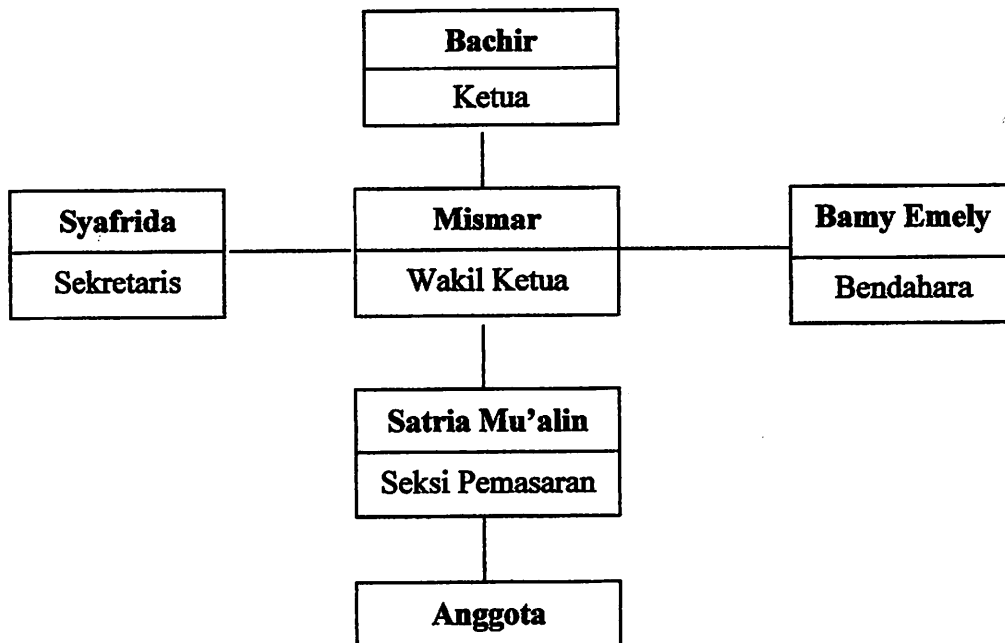 Bachir
Ketua
Syafrida
Sekretaris
Mismar
Wakil Ketua
Bamy Emely
Bendahara
Satria Mu'alin
Seksi Pemasaran
Anggota